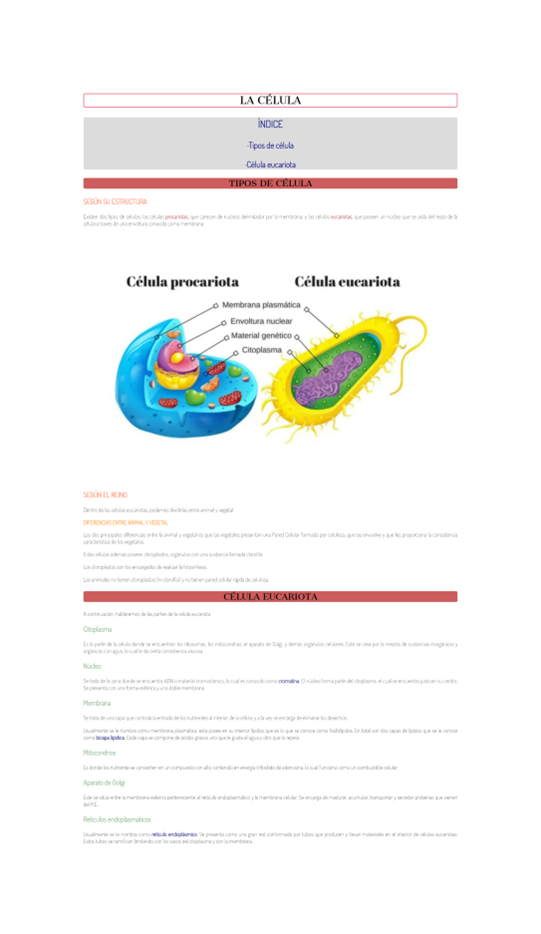 LA CÉLULA
ÍNDICE
·Tipos de célula
·Célula eucariota
TIPOS DE CÉLULA
SEGÚN SU ESTRUCTURA
Existen dos tipos de células: las células procariotas, que carecen de núcleo delimitador por la membrana, y las células eucariotas, que poseen un núcleo que se aísla del resto de la
célula a través de una envoltura conocida como membrana.
Célula procariota Célula eucariota
Membrana plasmática
Envoltura nuclear
Material genético
Citoplasma
SEGÚN EL REINO
Dentro de las células eucariotas, podemos dividirlas entre animal y vegetal
DIFERENCIAS ENTRE ANIMAL Y VEGETAL
Las dos principales diferencias entre la animal y vegetal es que las vegetales presentan una Pared Celular formada por celulosa, que las envuelve y que les proporciona la consistencia
característica de los vegetales.
Estas células además poseen cloroplastos, orgánulos con una sustancia llamada clorofila.
Los cloroplastos son los encargados de realizar la fotosíntesis.
Las animales no tienen cloroplastos (ni clorofila) y no tienen pared celular rígida de celulosa.
CÉLULA EUCARIOTA
A continuación, hablaremos de las partes de la célula eucariota
Citoplasma
Es la parte de la célula donde se encuentran los ribosomas, las mitocondrias, el aparato de Golgi, y demás orgánulos celulares. Este se crea por la mezcla de sustancias inorgánicas y
orgánicas con agua, lo cual le da cierta consistencia viscosa.
Núcleo
Se trata de la zona donde se encuentra ADN o material cromosómico, lo cual es conocido como cromatina. El núcleo forma parte del citoplasma, el cual se encuentra justo en su centro.
Se presenta con una forma esférica y una doble membrana.
Membrana
Se trata de una capa que controla la entrada de los nutrientes al interior de la célula, y a la vez se encarga de eliminar los desechos.
Usualmente se le nombra como membrana plasmática, esta posee en su interior lípidos que es lo que se conoce como fosfolípidos. En total son dos capas de lípidos que se le conoce
como bicapa lipídica. Cada capa se compone de ácidos grasos, uno que le gusta el agua y otro que la repela.
Mitocondrias
Es donde los nutrientes se convierten en un compuesto con alto contenido en energía trifosfato de adenosina, lo cual funciona como un combustible celular.
Aparato de Golgi
Este se sitúa entre la membrana externa perteneciente al retículo endoplasmático y la membrana celular. Se encarga de madurar, acumular, transportar y secretar proteínas que vienen
del R.E.
Retículos endoplasmáticos
Usualmente se le nombra como retículo endoplásmico. Se presenta como una gran red conformada por tubos que producen y llevan materiales en el interior de células eucariotas.
Estos tubos se ramifican limitando con los sacos del citoplasma y con la membrana.